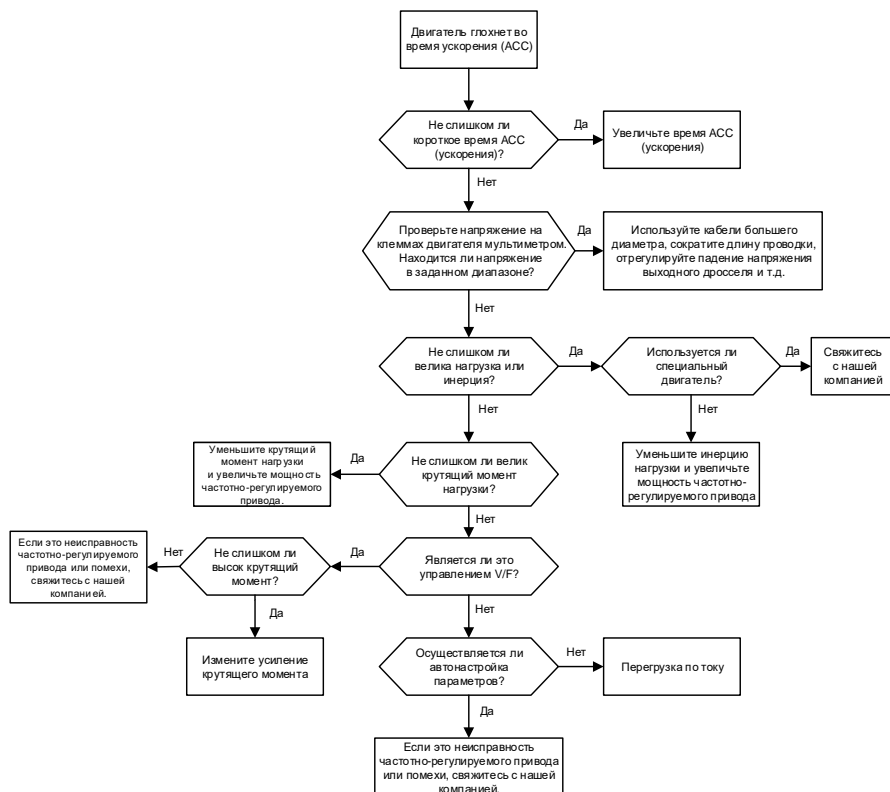 Двигатель глохнет во
время ускорения (ACC)
Не слишком ли
короткое время ACC
(ускорения)?
Да
Увеличьте время ACC
(ускорения)
Нет
Проверьте напряжение на
клеммах двигателя мультиметром.
Находится ли напряжение
в заданном диапазоне?
Да
Используйте кабели большего
диаметра, сократите длину проводки,
отрегулируйте падение напряжения
выходного дросселя и т.д.
Нет
Не слишком ли
велика нагрузка или
инерция?
Да
Используется ли
специальный
двигатель?
Да
Свяжитесь
с нашей
компанией
Нет
Нет
Уменьшите инерцию
нагрузки и увеличьте
мощность частотно-
регулируемого привода
Не слишком ли велик
крутящий момент
нагрузки?
Да
Уменьшите крутящий
момент нагрузки
и увеличьте мощность
частотно-регулируемого
привода.
Нет
Является ли это
управлением V/F?
Да
Не слишком ли
высок крутящий
момент?
Нет
Если это неисправность
частотно-регулируемого
привода или помехи,
свяжитесь с нашей
компанией.
Да
Измените усиление
крутящего момента
Нет
Осуществляется ли
автонастройка
параметров?
Нет
Перегрузка по току
Да
Если это неисправность
частотно-регулируемого привода
или помехи, свяжитесь с нашей
компанией.